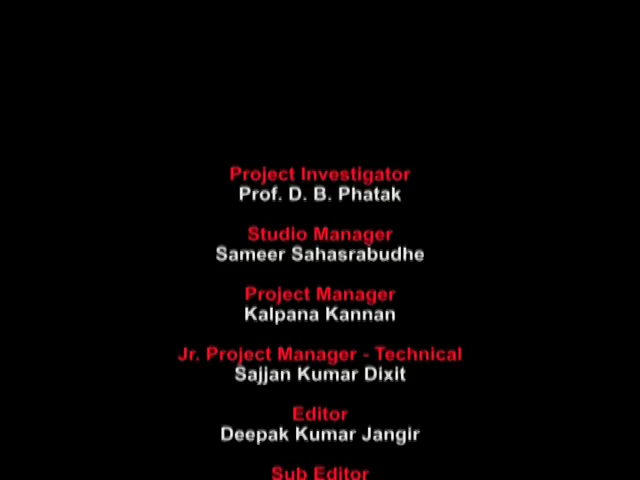 Project Investigator
Prof. D. B. Phatak
Studio Manager
Sameer Sahasrabudhe
Project Manager
Kalpana Kannan
Jr. Project Manager - Technical
Sajjan Kumar Dixit
Editor
Deepak Kumar Jangir
Sub Editor